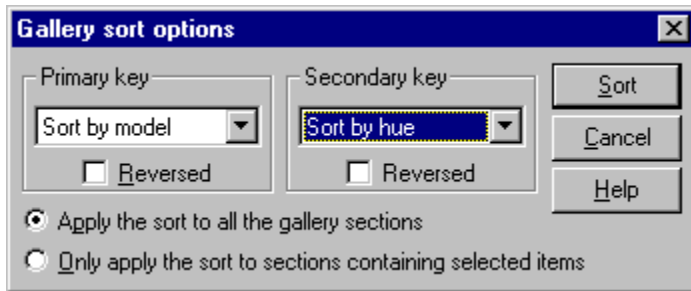 Gallery sort options
Primary key
Secondary key
Sort
Sort by model
Sort by hue
Cancel
Reversed
Reversed
Help
Apply the sort to all the gallery sections
Only apply the sort to sections containing selected items